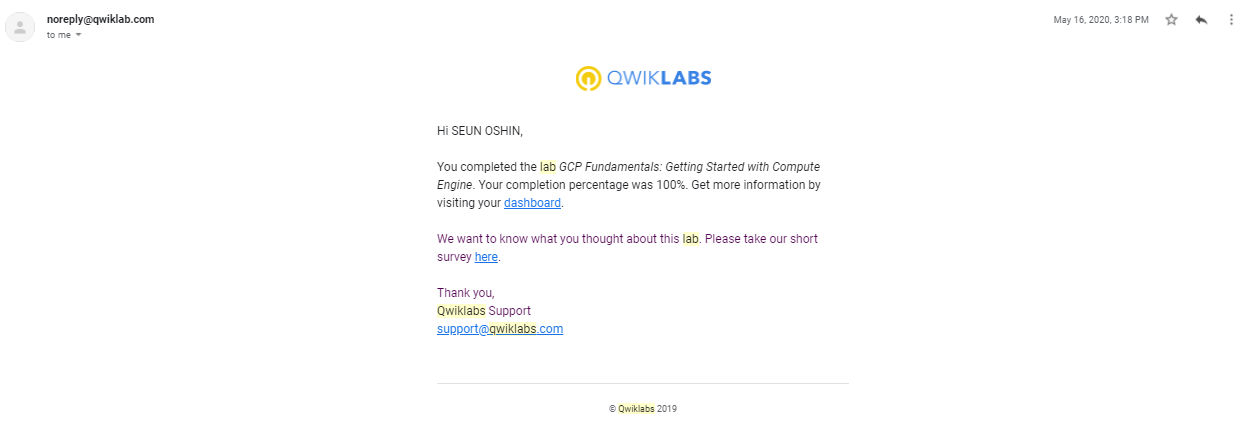 noreply@qwiklab.com
May 16, 2020, 3:18 PM
to me
QWIKLABS
Hi SEUN OSHIN,
You completed the lab GCP Fundamentals: Getting Started with Compute
Engine. Your completion percentage was 100%. Get more information by
visiting your dashboard.
We want to know what you thought about this lab. Please take our short
survey here.
Thank you,
Qwiklabs Support
support@qwiklabs.com
© Qwiklabs 2019